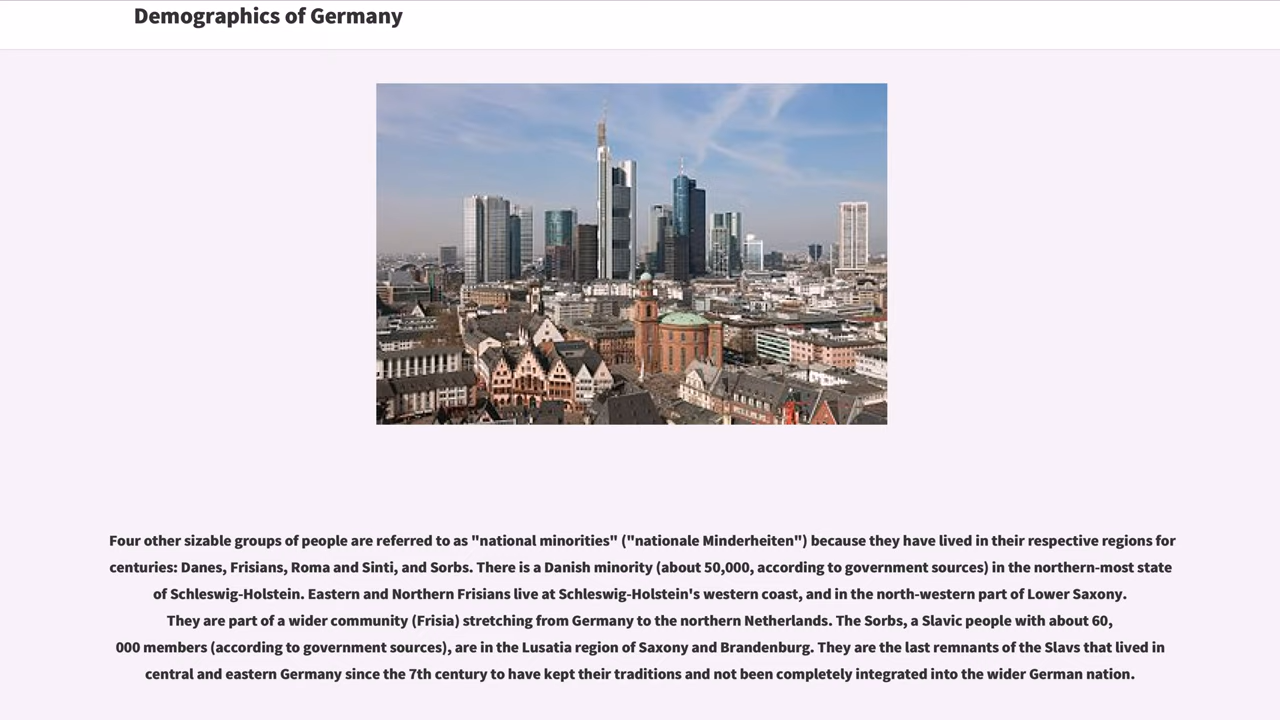 Demographics of Germany
Four other sizable groups of people are referred to as "national minorities" ("nationale Minderheiten") because they have lived in their respective regions for
centuries: Danes, Frisians, Roma and Sinti, and Sorbs. There is a Danish minority (about 50,000, according to government sources) in the northern-most state
of Schleswig-Holstein. Eastern and Northern Frisians live at Schleswig-Holstein's western coast, and in the north-western part of Lower Saxony.
They are part of a wider community (Frisia) stretching from Germany to the northern Netherlands. The Sorbs, a Slavic people with about 60,
000 members (according to government sources), are in the Lusatia region of Saxony and Brandenburg. They are the last remnants of the Slavs that lived in
central and eastern Germany since the 7th century to have kept their traditions and not been completely integrated into the wider German nation.